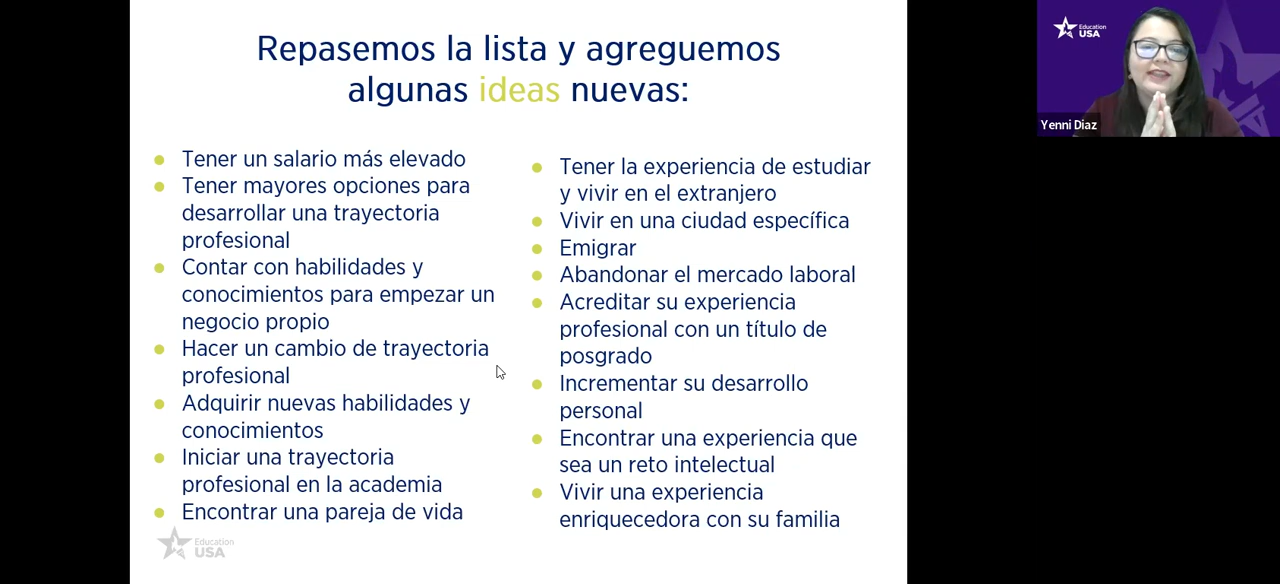 Repasemos la lista y agreguemos
algunas ideas nuevas:
● Tener un salario más elevado
● Tener mayores opciones para
desarrollar una trayectoria
profesional
● Contar con habilidades y
conocimientos para empezar un
negocio propio
● Hacer un cambio de trayectoria
profesional
● Adquirir nuevas habilidades y
conocimientos
● Iniciar una trayectoria
profesional en la academia
● Encontrar una pareja de vida
● Tener la experiencia de estudiar
y vivir en el extranjero
● Vivir en una ciudad específica
● Emigrar
● Abandonar el mercado laboral
● Acreditar su experiencia
profesional con un título de
posgrado
● Incrementar su desarrollo
personal
● Encontrar una experiencia que
sea un reto intelectual
● Vivir una experiencia
enriquecedora con su familia
Education
USA
Education
USA
Yenni Diaz